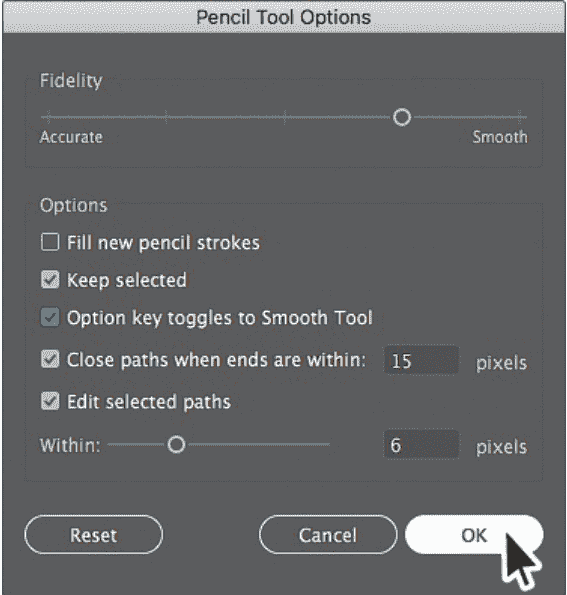 Pencil Tool Options
Fidelity
Accurate Smooth
Options
Fill new pencil strokes
Keep selected
Option key toggles to Smooth Tool
Close paths when ends are within: 15 pixels
Edit selected paths
Within: 6 pixels
Reset Cancel OK